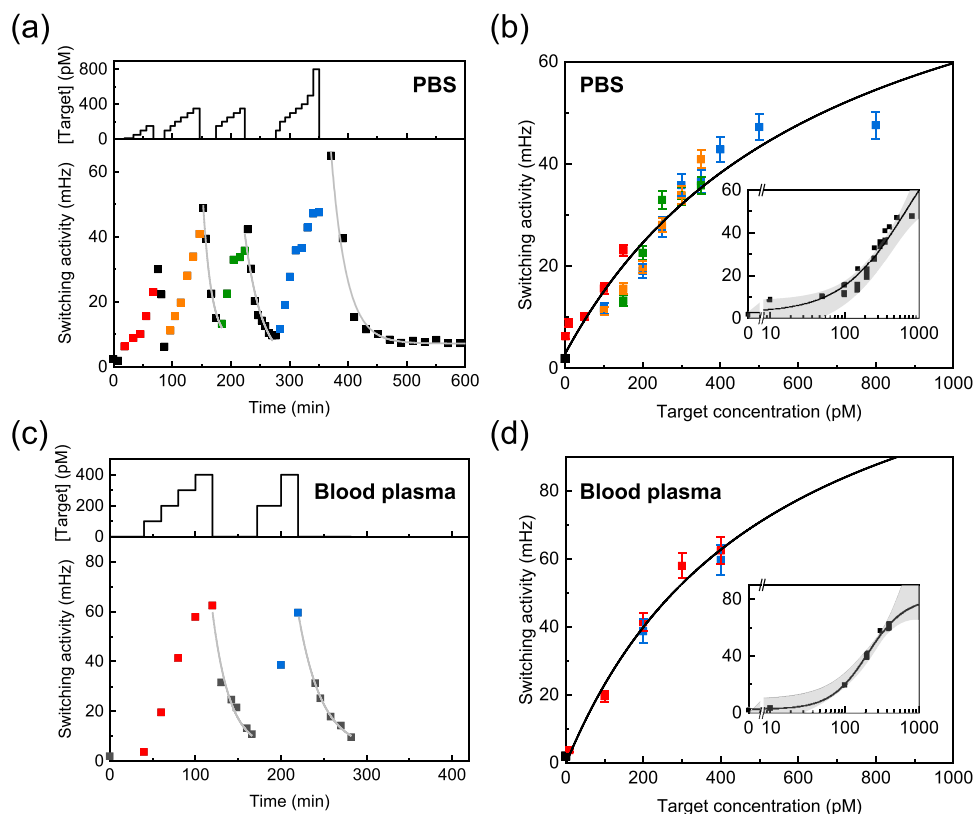 (a)
[Target] (pM)
800
400
0
PBS
Switching activity (mHz)
60
40
20
0
0 100 200 300 400 500 600
Time (min)
(b)
PBS
Switching activity (mHz)
60
40
20
0
60
40
20
0
0 10 100 1000
0 200 400 600 800 1000
Target concentration (pM)
(c)
[Target] (pM)
400
200
0
Blood plasma
Switching activity (mHz)
80
60
40
20
0
0 100 200 300 400
Time (min)
(d)
Blood plasma
Switching activity (mHz)
80
60
40
20
0
80
40
0
0 10 100 1000
0 200 400 600 800 1000
Target concentration (pM)